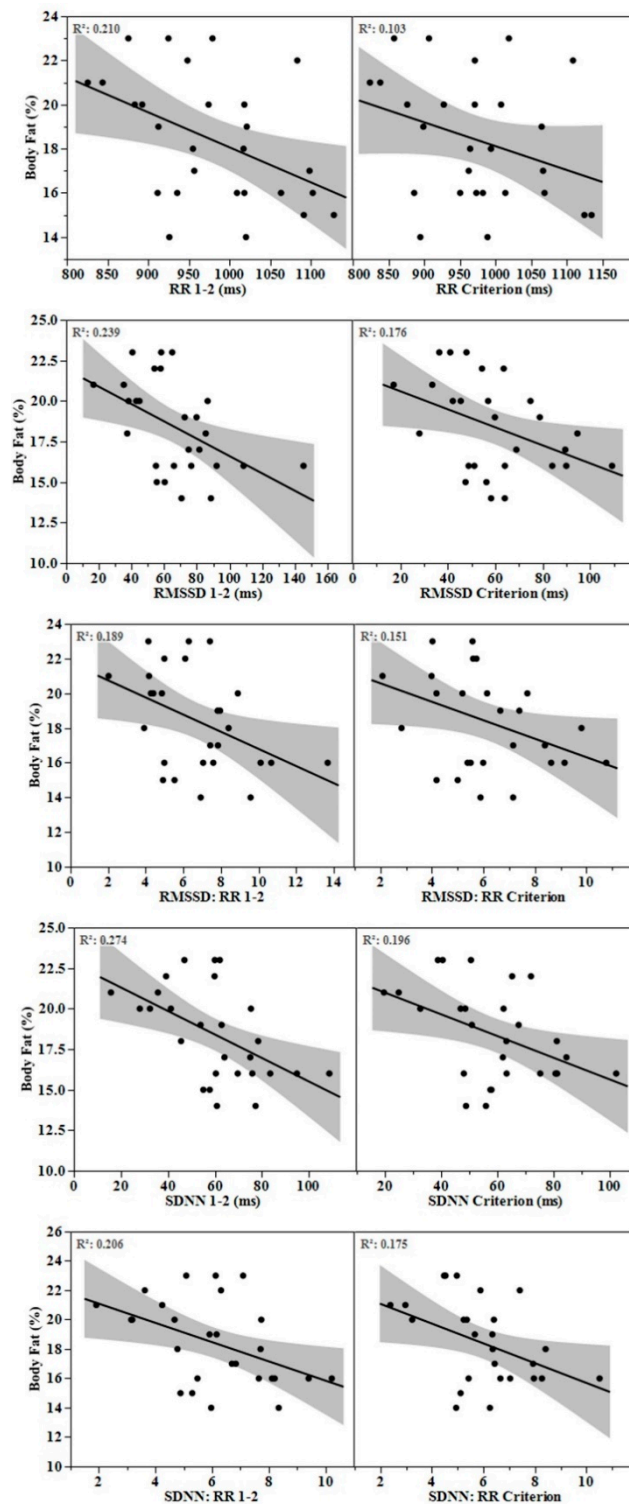 R²: 0.210
R²: 0.103
24
22
20
18
16
14
Body Fat (%)
800 850 900 950 1000 1050 1100
800 850 900 950 1000 1050 1100 1150
RR 1-2 (ms)
RR Criterion (ms)
R²: 0.239
R²: 0.176
25.0
22.5
20.0
17.5
15.0
12.5
10.0
Body Fat (%)
0 20 40 60 80 100 120 140 160
0 20 40 60 80 100
RMSSD 1-2 (ms)
RMSSD Criterion (ms)
R²: 0.189
R²: 0.151
24
22
20
18
16
14
12
10
Body Fat (%)
0 2 4 6 8 10 12 14
2 4 6 8 10
RMSSD: RR 1-2
RMSSD: RR Criterion
R²: 0.274
R²: 0.196
25.0
22.5
20.0
17.5
15.0
12.5
10.0
Body Fat (%)
0 20 40 60 80 100
20 40 60 80 100
SDNN 1-2 (ms)
SDNN Criterion (ms)
R²: 0.206
R²: 0.175
26
24
22
20
18
16
14
12
10
Body Fat (%)
2 4 6 8 10
2 4 6 8 10
SDNN: RR 1-2
SDNN: RR Criterion